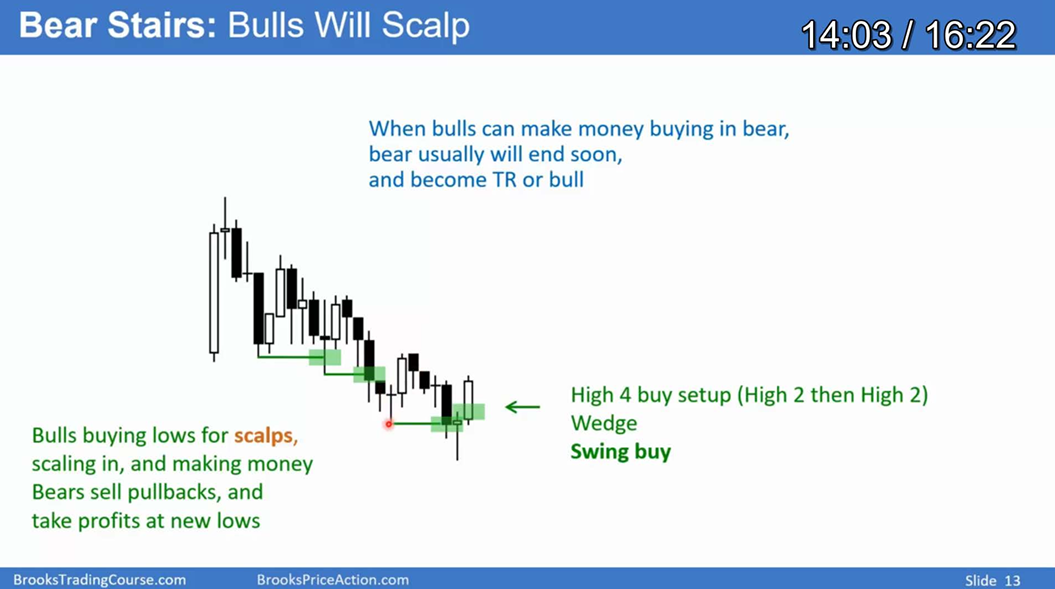 Bear Stairs: Bulls Will Scalp
14:03 / 16:22
When bulls can make money buying in bear,
bear usually will end soon,
and become TR or bull
High 4 buy setup (High 2 then High 2)
Wedge
Swing buy
Bulls buying lows for scalps,
scaling in, and making money
Bears sell pullbacks, and
take profits at new lows
BrooksTradingCourse.com
BrooksPriceAction.com
Slide 13